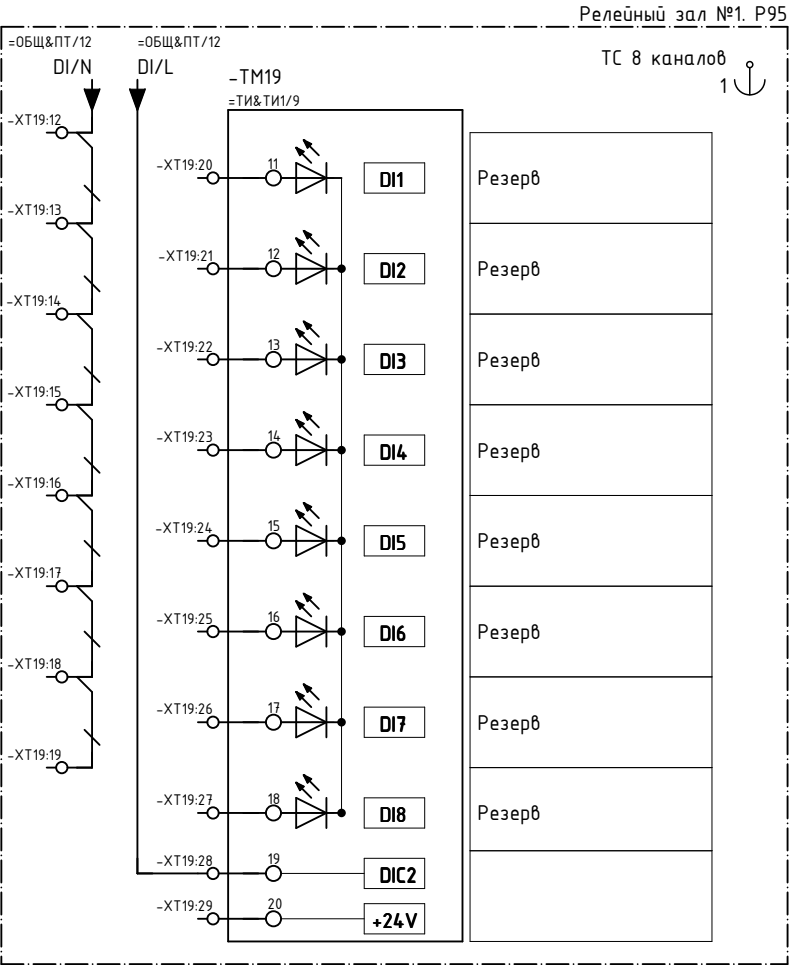 Релейный зал №1. Р95
=ОБЩ&ПТ/12
=ОБЩ&ПТ/12
DI/N
DI/L
-TM19
=ТИ&ТИ1/9
ТС 8 каналов
1
-XT19:12
-XT19:13
-XT19:14
-XT19:15
-XT19:16
-XT19:17
-XT19:18
-XT19:19
-XT19:20 11 DI1 Резерв
-XT19:21 12 DI2 Резерв
-XT19:22 13 DI3 Резерв
-XT19:23 14 DI4 Резерв
-XT19:24 15 DI5 Резерв
-XT19:25 16 DI6 Резерв
-XT19:26 17 DI7 Резерв
-XT19:27 18 DI8 Резерв
-XT19:28 19 DIC2
-XT19:29 20 +24V